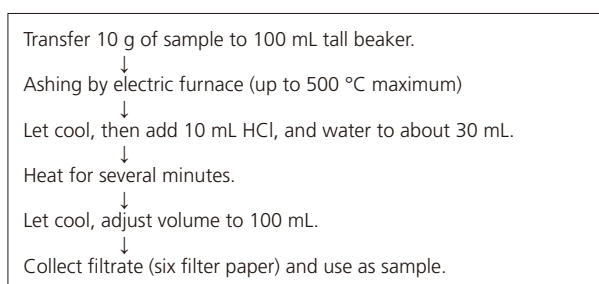 Transfer 10 g of sample to 100 mL tall beaker.
↓
Ashing by electric furnace (up to 500 °C maximum)
↓
Let cool, then add 10 mL HCl, and water to about 30 mL.
↓
Heat for several minutes.
↓
Let cool, adjust volume to 100 mL.
↓
Collect filtrate (six filter paper) and use as sample.